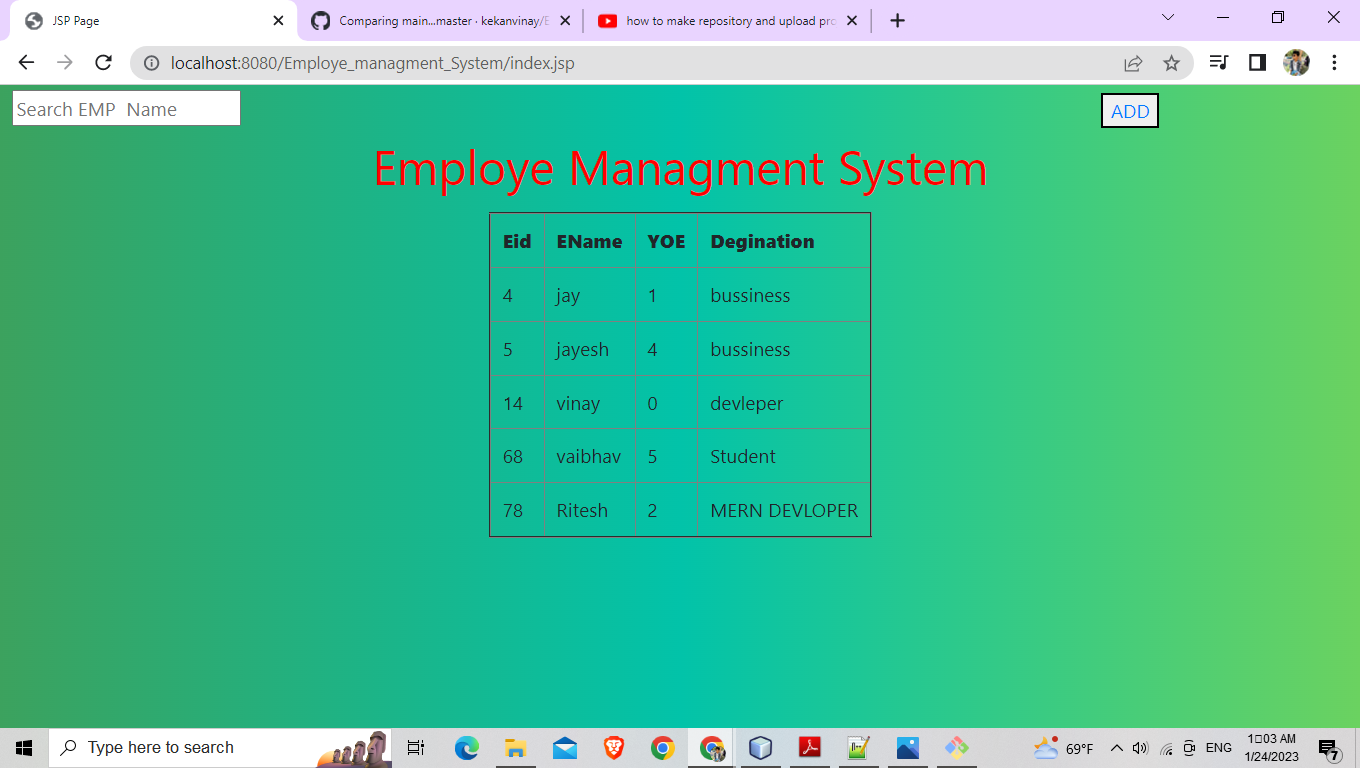 JSP Page
Comparing main...master · kekanvinay/E
how to make repository and upload pro
localhost:8080/Employe_managment_System/index.jsp
Search EMP  Name
ADD
Employe Managment System
Eid EName YOE Degination
4 jay 1 bussiness
5 jayesh 4 bussiness
14 vinay 0 devleper
68 vaibhav 5 Student
78 Ritesh 2 MERN DEVLOPER
Type here to search
69°F
ENG
1▯03 AM
1/24/2023
7